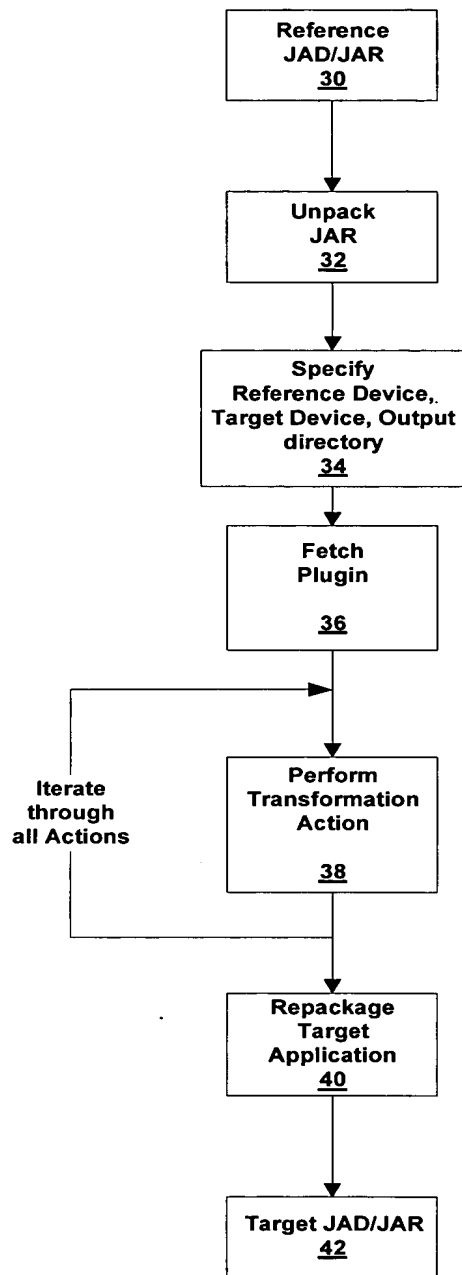 Reference
JAD/JAR
30
Unpack
JAR
32
Specify
Reference Device,
Target Device, Output
directory
34
Fetch
Plugin
36
Iterate
through
all Actions
Perform
Transformation
Action
38
Repackage
Target
Application
40
Target JAD/JAR
42